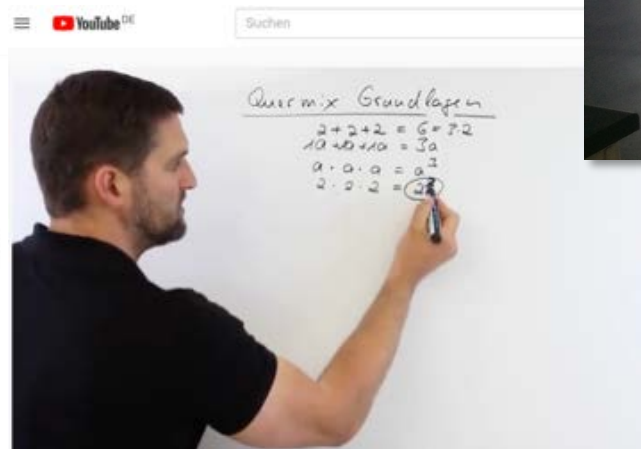 YouTube DE
Suchen
Quermix Grundlagen
2+2+2 = 6 = 3·2
1a+1a+1a = 3a
a · a · a = a³
2 · 2 · 2 = 2³